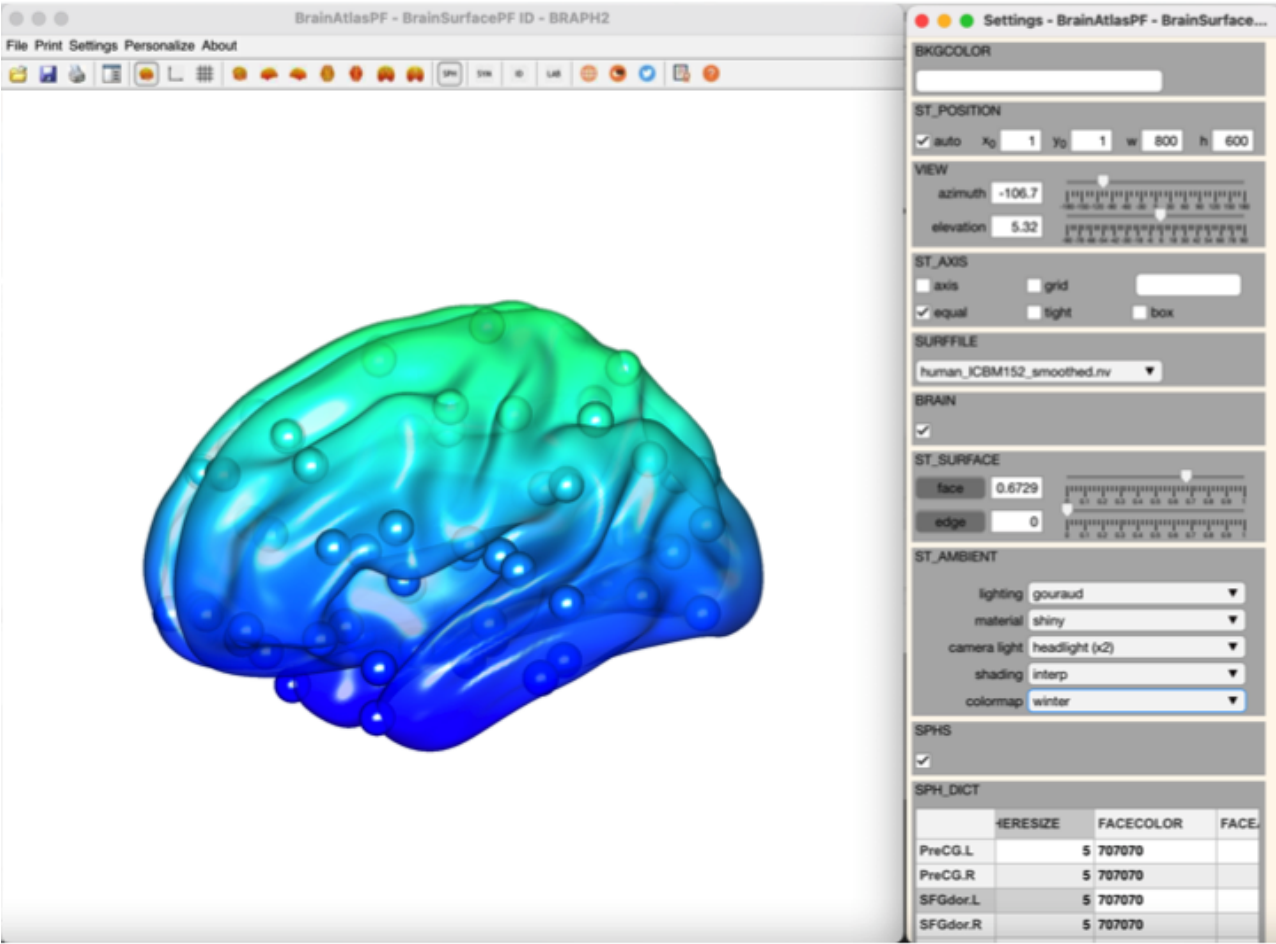 BrainAtlasPF - BrainSurfacePF ID - BRAPH2
File Print Settings Personalize About
SPH SYM ID LAB
Settings - BrainAtlasPF - BrainSurface...
BKGCOLOR
ST_POSITION
auto x0 1 y0 1 w 800 h 600
VIEW
azimuth -106.7
elevation 5.32
ST_AXIS
axis grid
equal tight box
SURFFILE
human_ICBM152_smoothed.nv
BRAIN
ST_SURFACE
face 0.6729
edge 0
ST_AMBIENT
lighting gouraud
material shiny
camera light headlight (x2)
shading interp
colormap winter
SPHS
SPH_DICT
HERESIZE FACECOLOR FACE
PreCG.L 5 707070
PreCG.R 5 707070
SFGdor.L 5 707070
SFGdor.R 5 707070